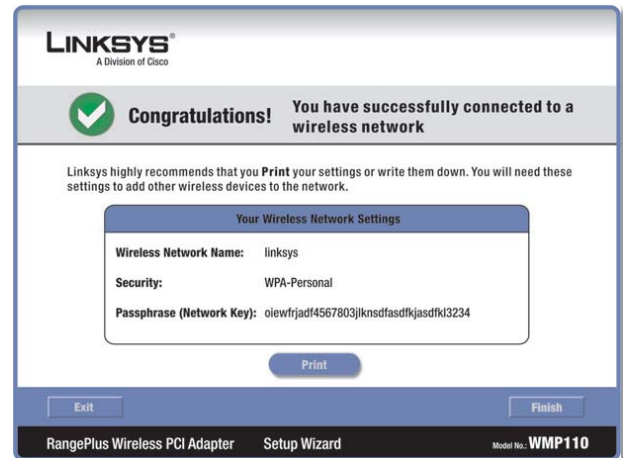 LINKSYS®
A Division of Cisco
Congratulations!
You have successfully connected to a
wireless network
Linksys highly recommends that you Print your settings or write them down. You will need these
settings to add other wireless devices to the network.
Your Wireless Network Settings
Wireless Network Name: linksys
Security: WPA-Personal
Passphrase (Network Key): oiewfrjadf4567803jlknsdfasdfkjasdfkl3234
Print
Exit
Finish
RangePlus Wireless PCI Adapter Setup Wizard Model No.: WMP110